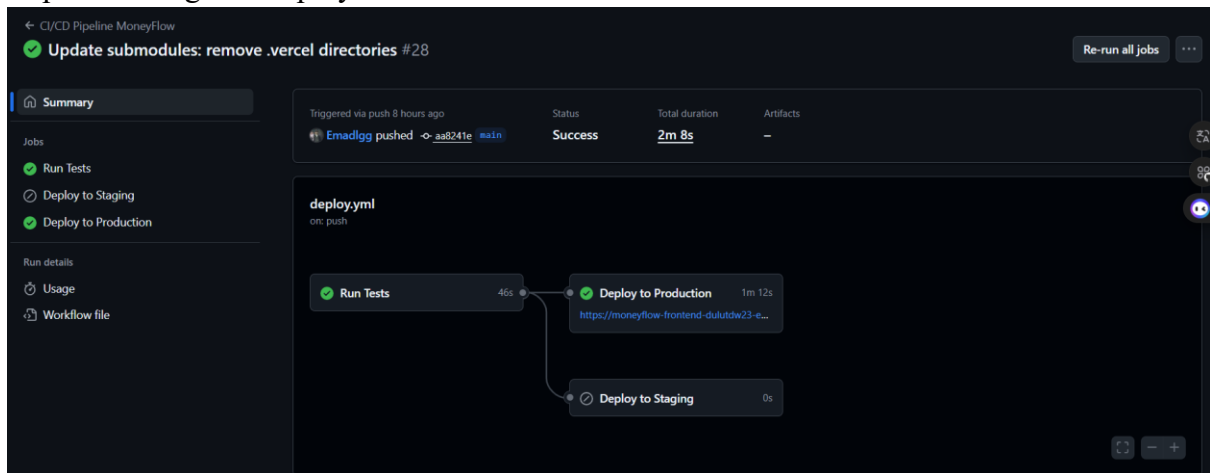 ← CI/CD Pipeline MoneyFlow
Update submodules: remove .vercel directories #28
Re-run all jobs
Summary
Jobs
Run Tests
Deploy to Staging
Deploy to Production
Run details
Usage
Workflow file
Triggered via push 8 hours ago
Emadlgg pushed aa8241e main
Status
Success
Total duration
2m 8s
Artifacts
–
deploy.yml
on: push
Run Tests 46s
Deploy to Production 1m 12s
https://moneyflow-frontend-dulutdw23-e...
Deploy to Staging 0s